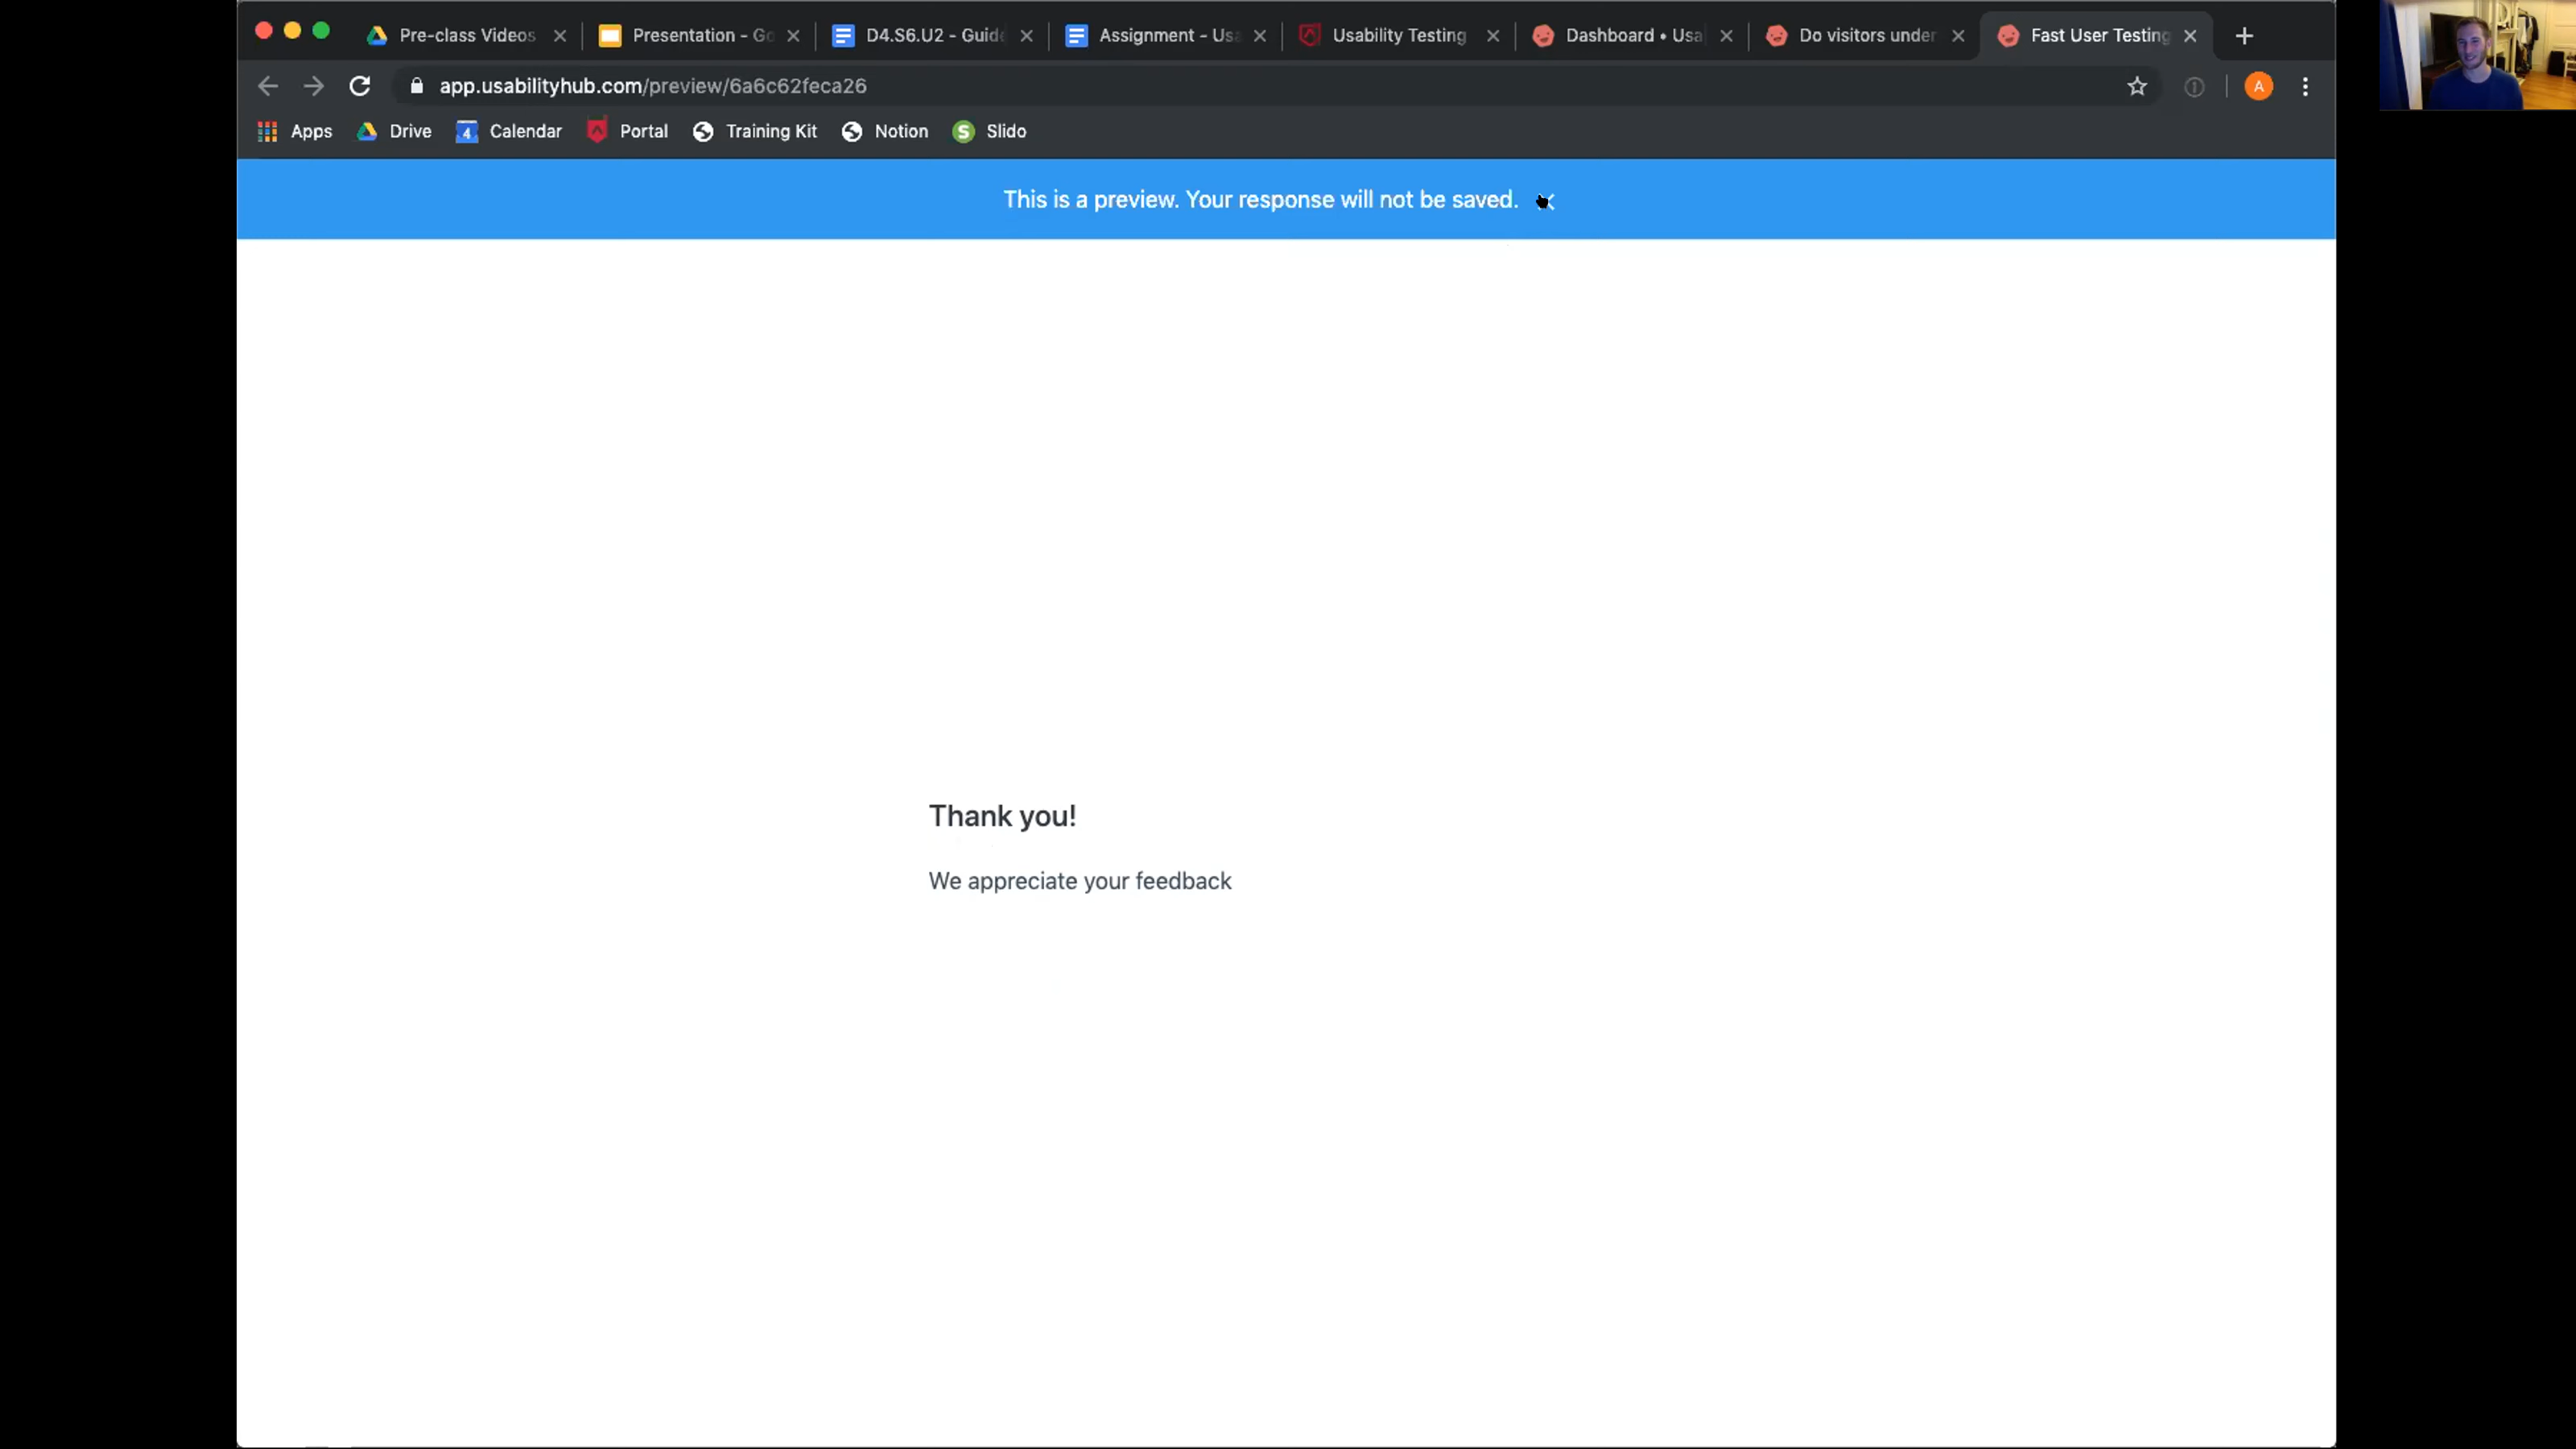 Pre-class Videos
Presentation - Go
D4.S6.U2 - Guide
Assignment - Usa
Usability Testing
Dashboard • Usa
Do visitors under
Fast User Testing
app.usabilityhub.com/preview/6a6c62feca26
A
Apps
Drive
4
Calendar
Portal
Training Kit
Notion
S
Slido
This is a preview. Your response will not be saved.
Thank you!
We appreciate your feedback